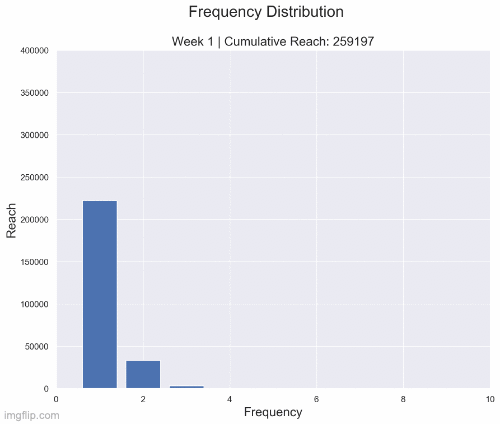 Frequency Distribution
Week 1 | Cumulative Reach: 259197
400000
350000
300000
250000
200000
150000
100000
50000
0
Reach
0 2 4 6 8 10
Frequency
imgflip.com